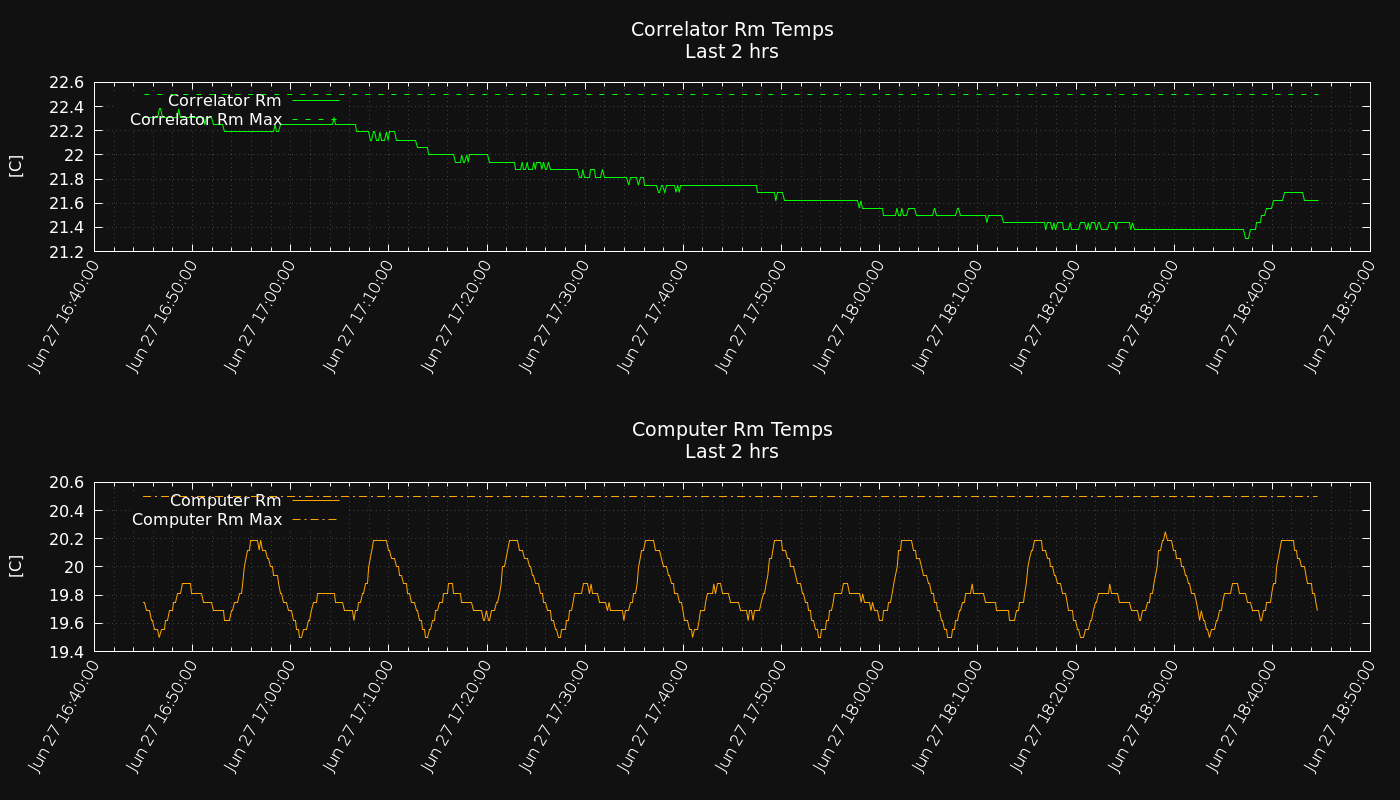 Correlator Rm Temps
Last 2 hrs
22.6
22.4
22.2
22
21.8
21.6
21.4
21.2
[C]
Correlator Rm
Correlator Rm Max
Jun 27 16:40:00
Jun 27 16:50:00
Jun 27 17:00:00
Jun 27 17:10:00
Jun 27 17:20:00
Jun 27 17:30:00
Jun 27 17:40:00
Jun 27 17:50:00
Jun 27 18:00:00
Jun 27 18:10:00
Jun 27 18:20:00
Jun 27 18:30:00
Jun 27 18:40:00
Jun 27 18:50:00
Computer Rm Temps
Last 2 hrs
20.6
20.4
20.2
20
19.8
19.6
19.4
[C]
Computer Rm
Computer Rm Max
Jun 27 16:40:00
Jun 27 16:50:00
Jun 27 17:00:00
Jun 27 17:10:00
Jun 27 17:20:00
Jun 27 17:30:00
Jun 27 17:40:00
Jun 27 17:50:00
Jun 27 18:00:00
Jun 27 18:10:00
Jun 27 18:20:00
Jun 27 18:30:00
Jun 27 18:40:00
Jun 27 18:50:00